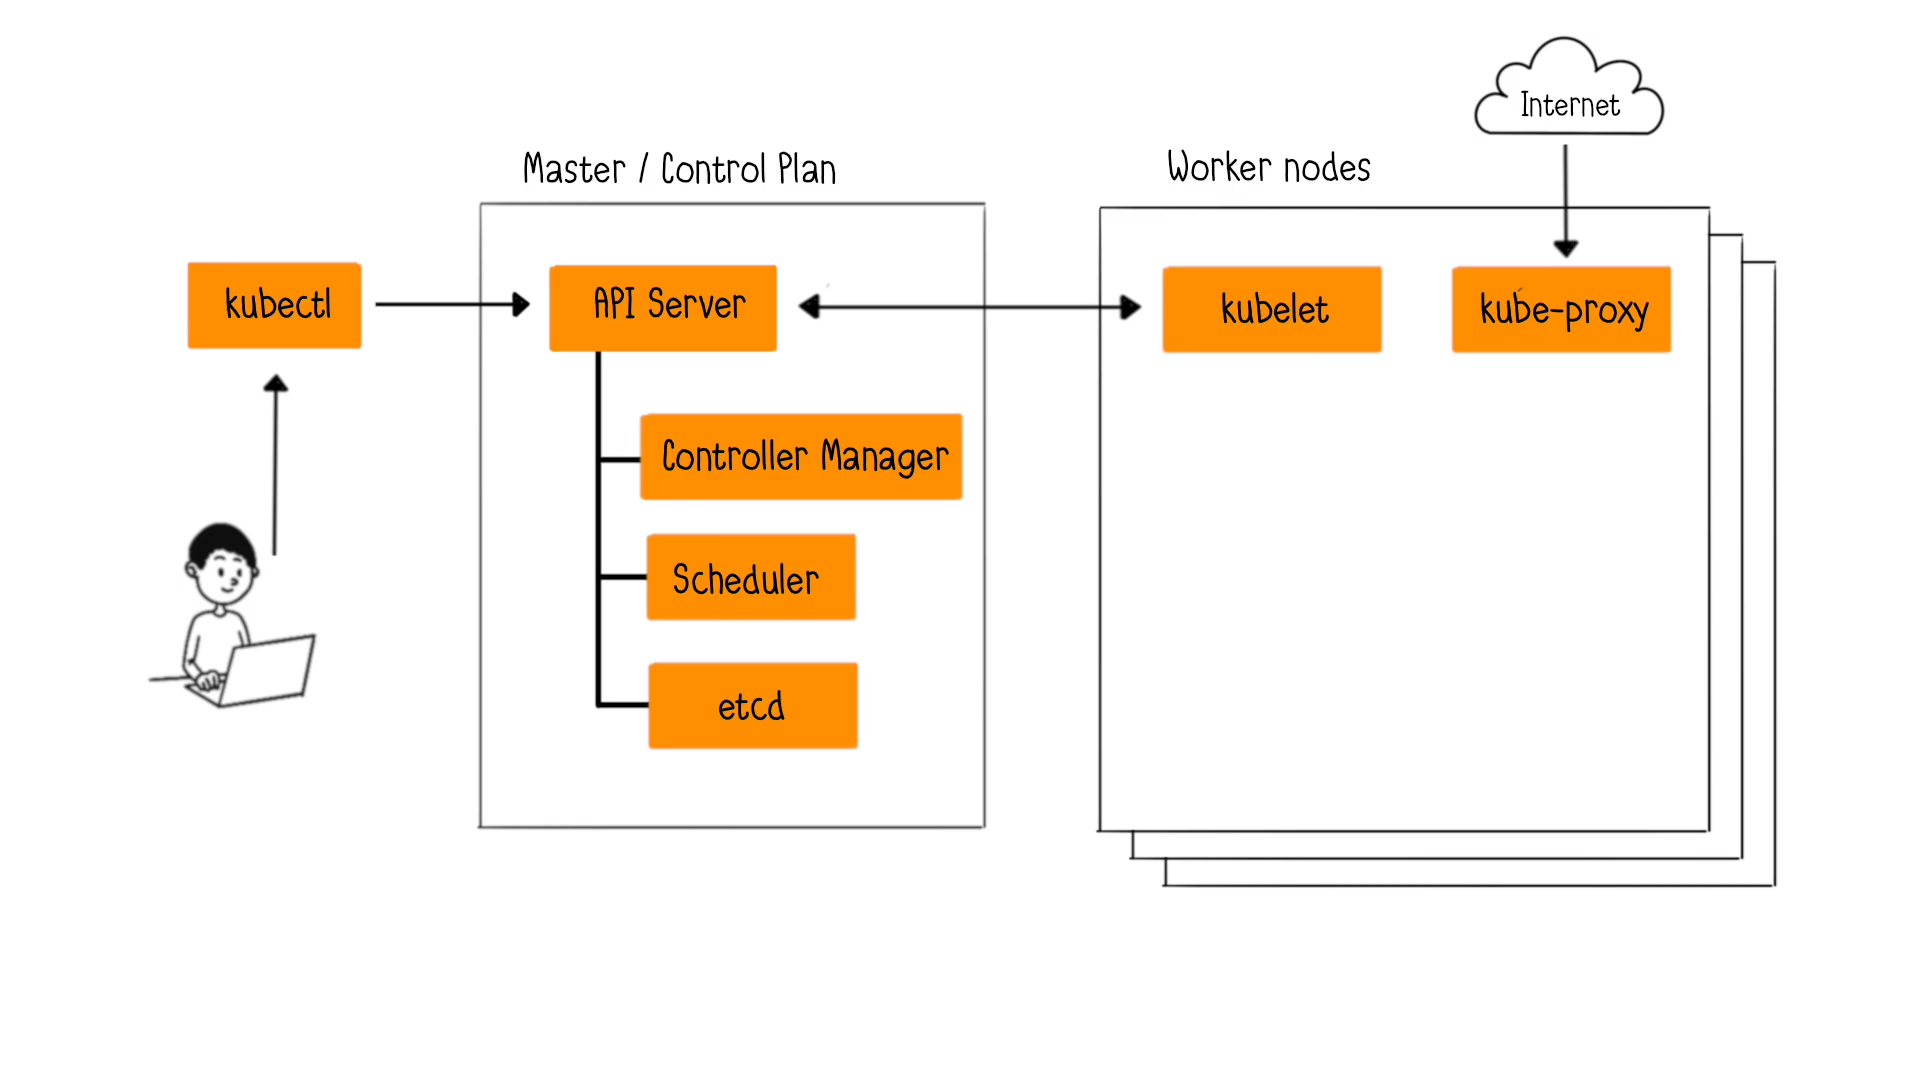 Internet
Master / Control Plan
Worker nodes
kubectl
API Server
kubelet
kube-proxy
Controller Manager
Scheduler
etcd